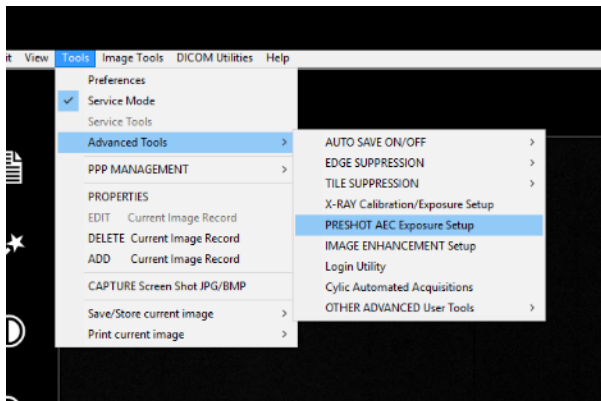 it View Tools Image Tools DICOM Utilities Help
Preferences
Service Mode
Service Tools
Advanced Tools
PPP MANAGEMENT
PROPERTIES
EDIT Current Image Record
DELETE Current Image Record
ADD Current Image Record
CAPTURE Screen Shot JPG/BMP
Save/Store current image
Print current image
AUTO SAVE ON/OFF
EDGE SUPPRESSION
TILE SUPPRESSION
X-RAY Calibration/Exposure Setup
PRESHOT AEC Exposure Setup
IMAGE ENHANCEMENT Setup
Login Utility
Cylic Automated Acquisitions
OTHER ADVANCED User Tools